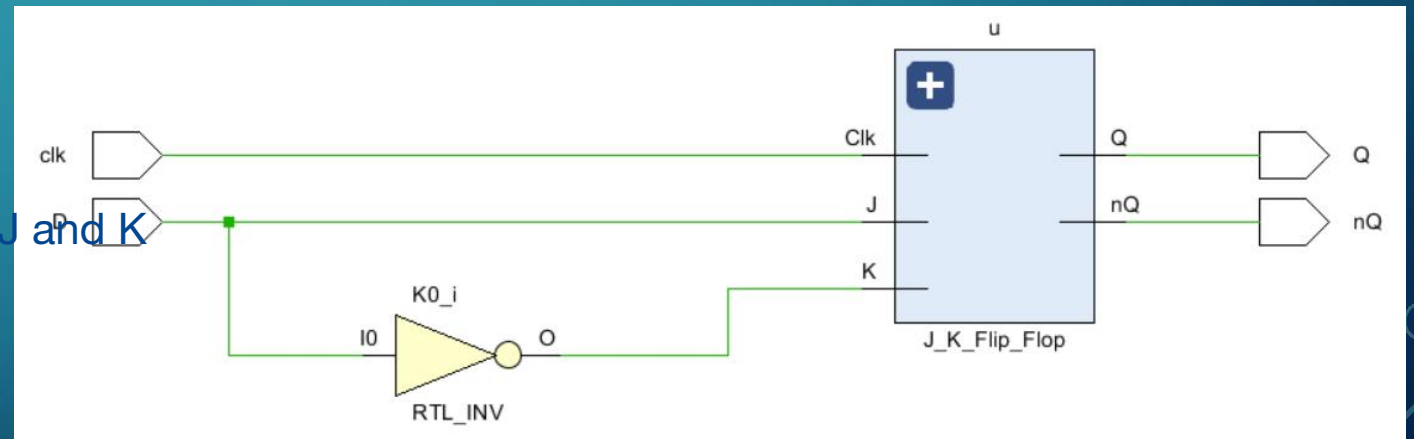 u
clk
Clk
Q
Q
D
J and K
J
nQ
nQ
K
K0_i
I0
O
J_K_Flip_Flop
RTL_INV